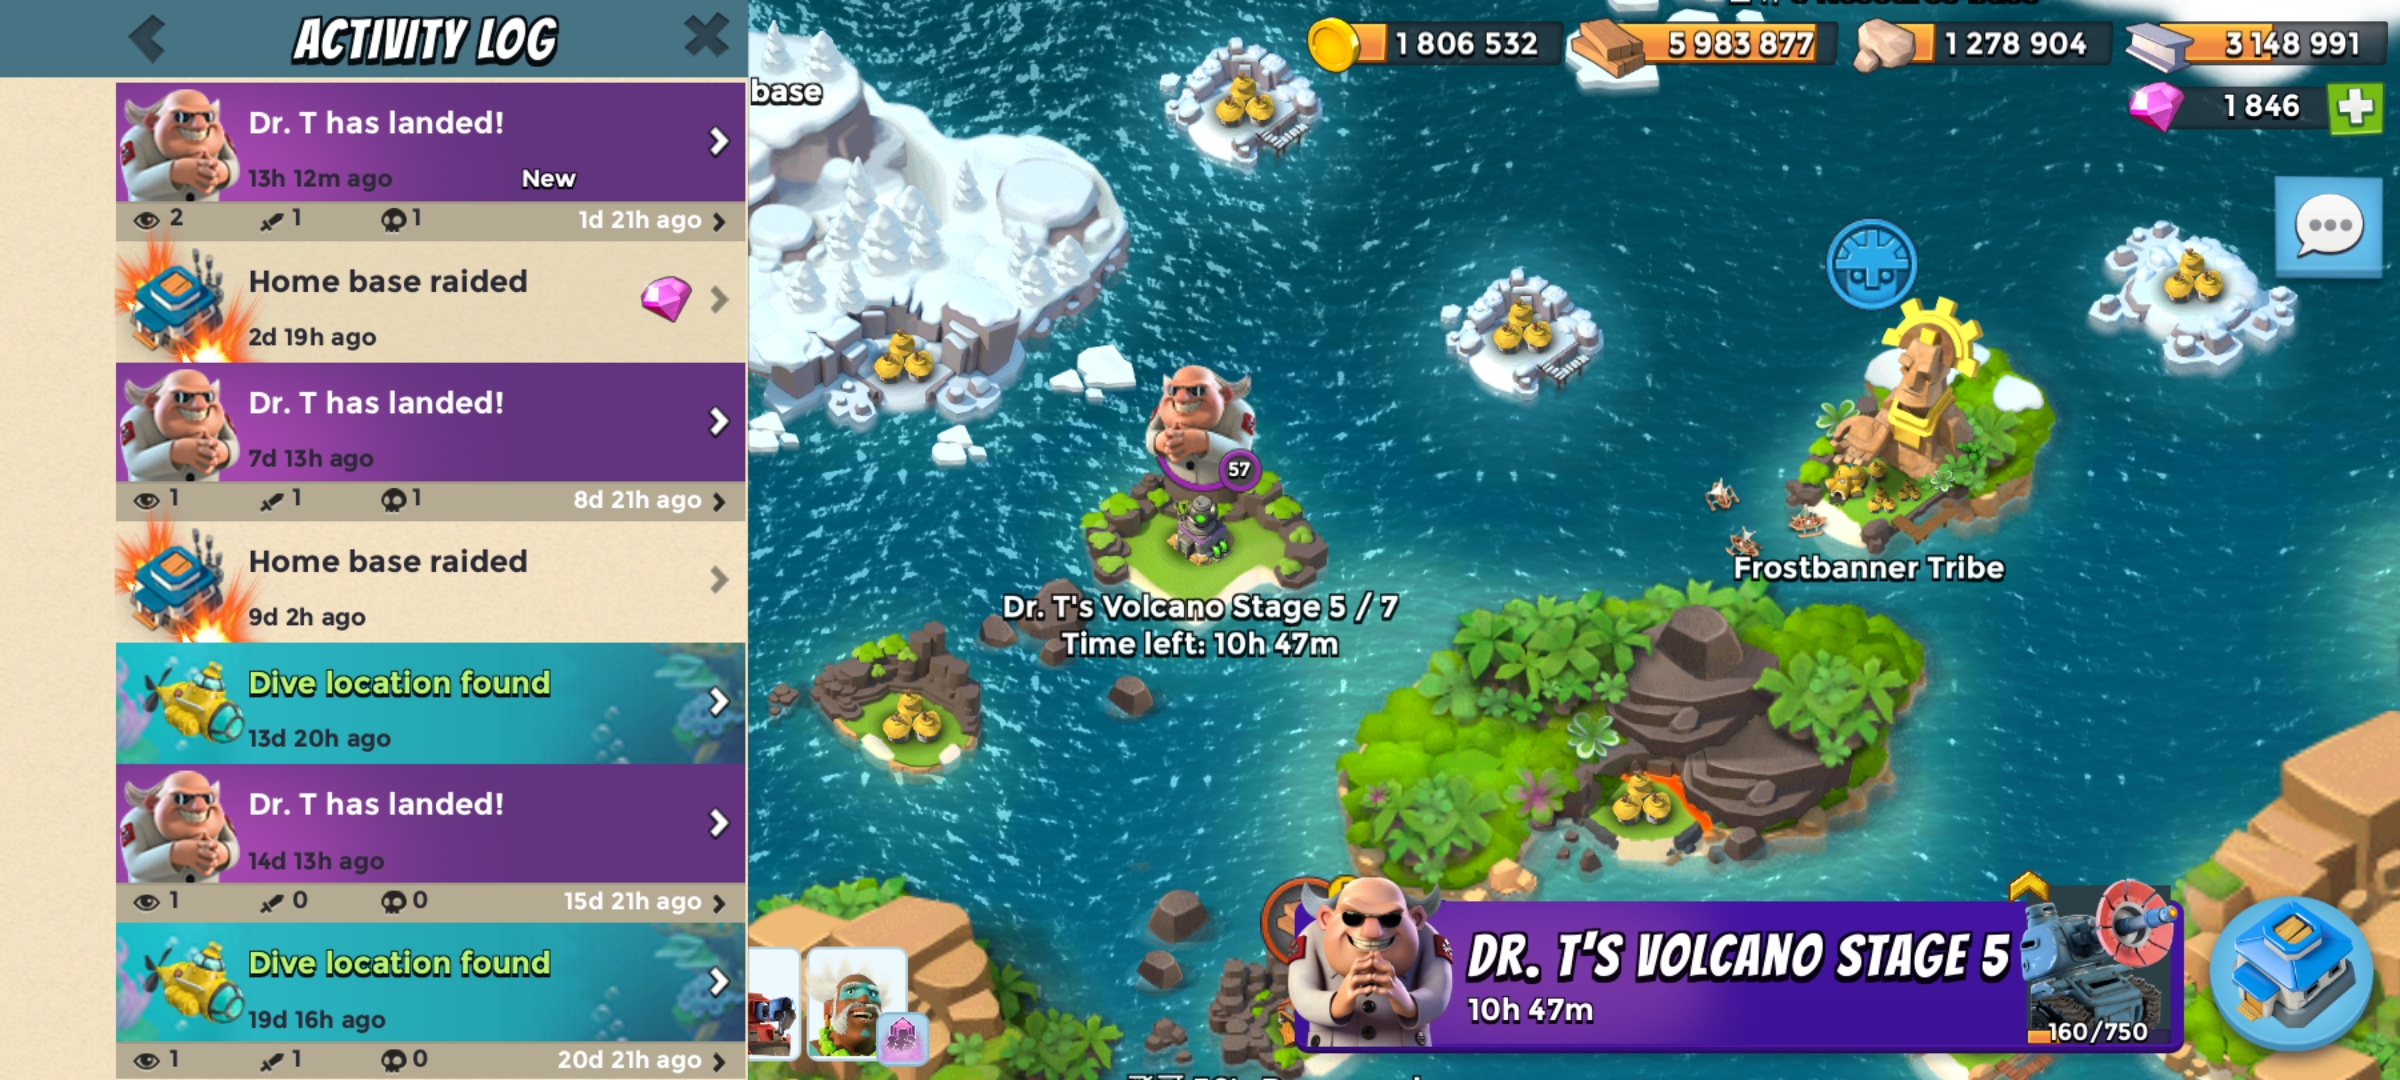 ACTIVITY LOG
Dr. T has landed!
13h 12m ago
New
2
1
1
1d 21h ago
Home base raided
2d 19h ago
Dr. T has landed!
7d 13h ago
1
1
1
8d 21h ago
Home base raided
9d 2h ago
Dive location found
13d 20h ago
Dr. T has landed!
14d 13h ago
1
0
0
15d 21h ago
Dive location found
19d 16h ago
1
1
0
20d 21h ago
1 806 532
5 983 877
1 278 904
3 148 991
1 846
base
57
Dr. T's Volcano Stage 5 / 7
Time left: 10h 47m
Frostbanner Tribe
DR. T'S VOLCANO STAGE 5
10h 47m
160/750